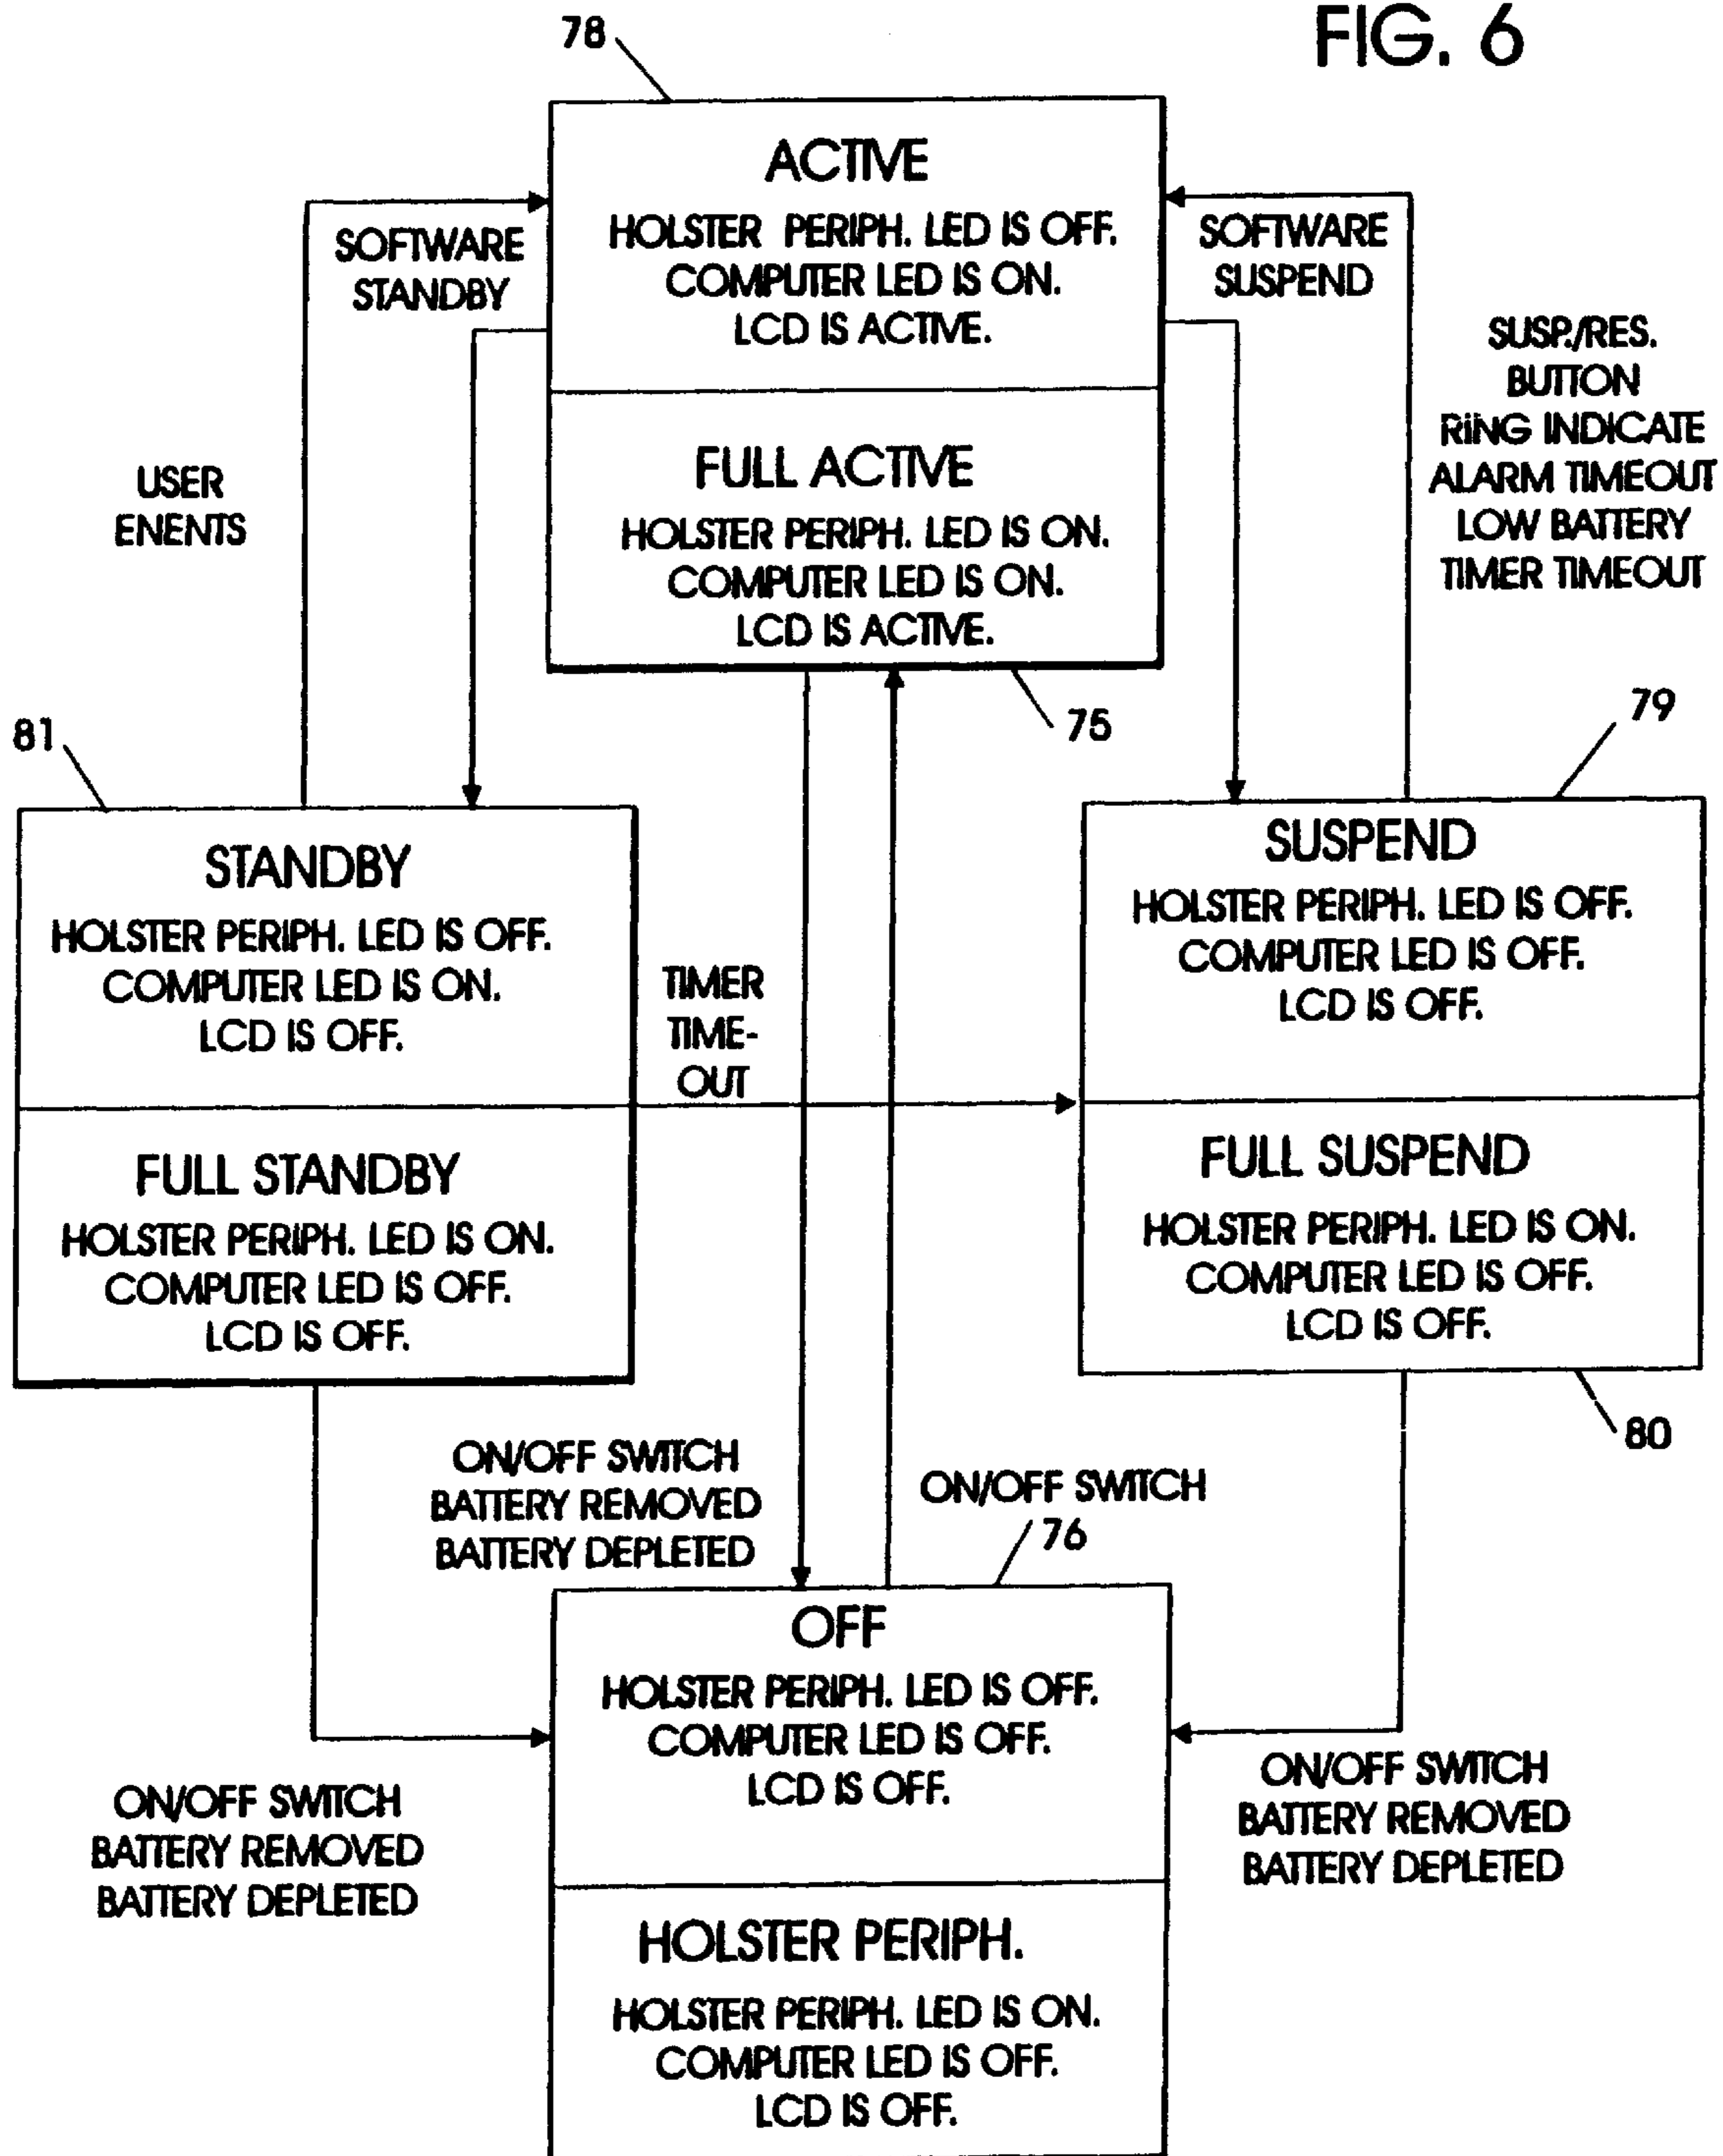 FIG. 6
78
ACTIVE
HOLSTER PERIPH. LED IS OFF.
COMPUTER LED IS ON.
LCD IS ACTIVE.
FULL ACTIVE
HOLSTER PERIPH. LED IS ON.
COMPUTER LED IS ON.
LCD IS ACTIVE.
75
SOFTWARE
STANDBY
SOFTWARE
SUSPEND
USER
ENENTS
SUSP./RES.
BUTTON
RING INDICATE
ALARM TIMEOUT
LOW BATTERY
TIMER TIMEOUT
81
STANDBY
HOLSTER PERIPH. LED IS OFF.
COMPUTER LED IS ON.
LCD IS OFF.
FULL STANDBY
HOLSTER PERIPH. LED IS ON.
COMPUTER LED IS OFF.
LCD IS OFF.
TIMER
TIME-
OUT
79
SUSPEND
HOLSTER PERIPH. LED IS OFF.
COMPUTER LED IS OFF.
LCD IS OFF.
FULL SUSPEND
HOLSTER PERIPH. LED IS ON.
COMPUTER LED IS OFF.
LCD IS OFF.
80
ON/OFF SWITCH
BATTERY REMOVED
BATTERY DEPLETED
ON/OFF SWITCH
76
OFF
HOLSTER PERIPH. LED IS OFF.
COMPUTER LED IS OFF.
LCD IS OFF.
HOLSTER PERIPH.
HOLSTER PERIPH. LED IS ON.
COMPUTER LED IS OFF.
LCD IS OFF.
ON/OFF SWITCH
BATTERY REMOVED
BATTERY DEPLETED
ON/OFF SWITCH
BATTERY REMOVED
BATTERY DEPLETED